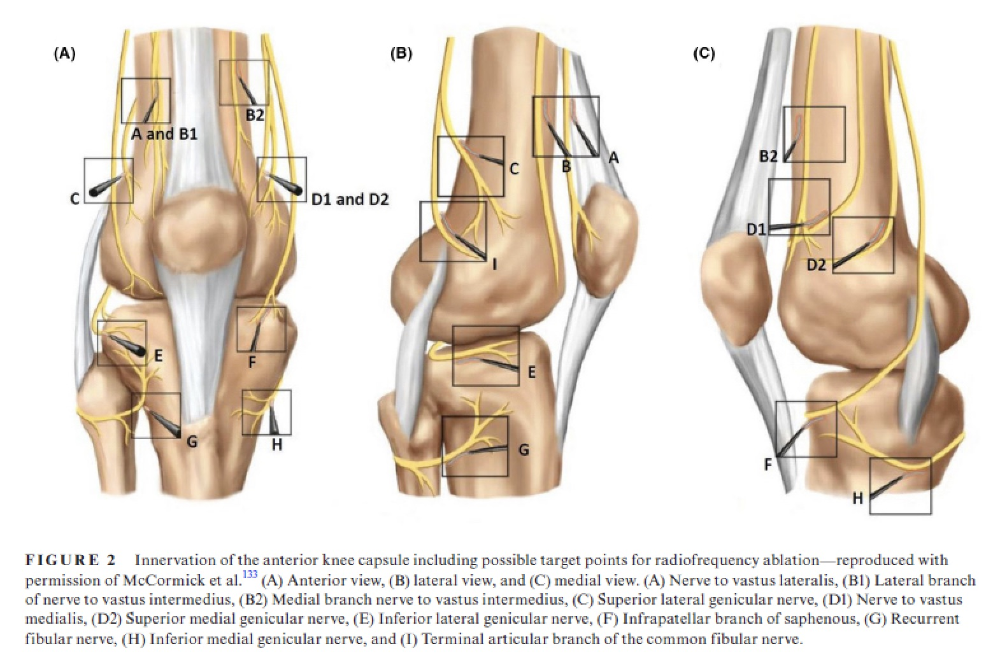 (A)
(B)
(C)
B2
A and B1
C
D1 and D2
E
F
G
H
C
B
A
I
E
G
B2
D1
D2
F
H
FIGURE 2 Innervation of the anterior knee capsule including possible target points for radiofrequency ablation—reproduced with
permission of McCormick et al.133 (A) Anterior view, (B) lateral view, and (C) medial view. (A) Nerve to vastus lateralis, (B1) Lateral branch
of nerve to vastus intermedius, (B2) Medial branch nerve to vastus intermedius, (C) Superior lateral genicular nerve, (D1) Nerve to vastus
medialis, (D2) Superior medial genicular nerve, (E) Inferior lateral genicular nerve, (F) Infrapatellar branch of saphenous, (G) Recurrent
fibular nerve, (H) Inferior medial genicular nerve, and (I) Terminal articular branch of the common fibular nerve.